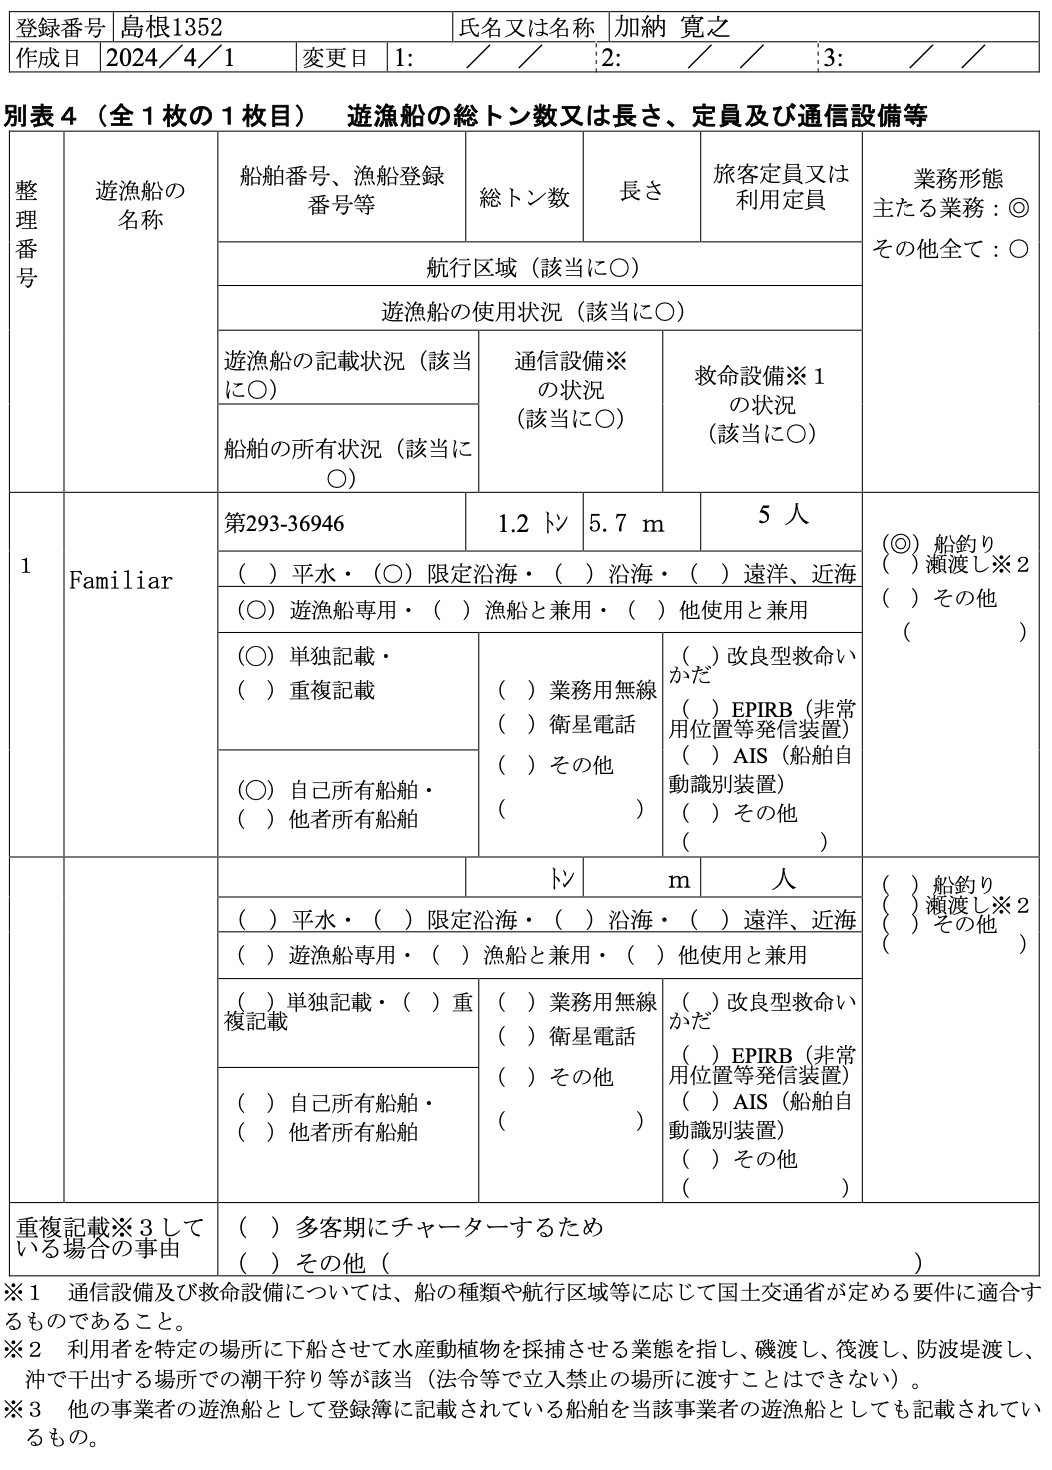 登録番号 島根1352 氏名又は名称 加納 寛之
作成日 2024／4／1 変更日 1: ／ ／ 2: ／ ／ 3: ／ ／
別表４（全１枚の１枚目） 遊漁船の総トン数又は長さ、定員及び通信設備等
整理番号
遊漁船の
名称
船舶番号、漁船登録
番号等
総トン数
長さ
旅客定員又は
利用定員
業務形態
主たる業務：◎
その他全て：○
航行区域（該当に○）
遊漁船の使用状況（該当に○）
遊漁船の記載状況（該当
に○）
船舶の所有状況（該当に
○）
通信設備※
の状況
（該当に○）
救命設備※１
の状況
（該当に○）
1
Familiar
第293-36946
1.2 ㌧
5.7 m
5 人
（◎）船釣り
（ ）瀬渡し※２
（ ）その他
（ ）
（ ）平水・（○）限定沿海・（ ）沿海・（ ）遠洋、近海
（○）遊漁船専用・（ ）漁船と兼用・（ ）他使用と兼用
（○）単独記載・
（ ）重複記載
（○）自己所有船舶・
（ ）他者所有船舶
（ ）業務用無線
（ ）衛星電話
（ ）その他
（ ）
（ ）改良型救命い
かだ
（ ）EPIRB（非常
用位置等発信装置）
（ ）AIS（船舶自
動識別装置）
（ ）その他
（ ）
㌧
m
人
（ ）船釣り
（ ）瀬渡し※２
（ ）その他
（ ）
（ ）平水・（ ）限定沿海・（ ）沿海・（ ）遠洋、近海
（ ）遊漁船専用・（ ）漁船と兼用・（ ）他使用と兼用
（ ）単独記載・（ ）重
複記載
（ ）自己所有船舶・
（ ）他者所有船舶
（ ）業務用無線
（ ）衛星電話
（ ）その他
（ ）
（ ）改良型救命い
かだ
（ ）EPIRB（非常
用位置等発信装置）
（ ）AIS（船舶自
動識別装置）
（ ）その他
（ ）
重複記載※３して
いる場合の事由
（ ）多客期にチャーターするため
（ ）その他（ ）
※１ 通信設備及び救命設備については、船の種類や航行区域等に応じて国土交通省が定める要件に適合す
るものであること。
※２ 利用者を特定の場所に下船させて水産動植物を採捕させる業態を指し、磯渡し、筏渡し、防波堤渡し、
沖で干出する場所での潮干狩り等が該当（法令等で立入禁止の場所に渡すことはできない）。
※３ 他の事業者の遊漁船として登録簿に記載されている船舶を当該事業者の遊漁船としても記載されてい
るもの。